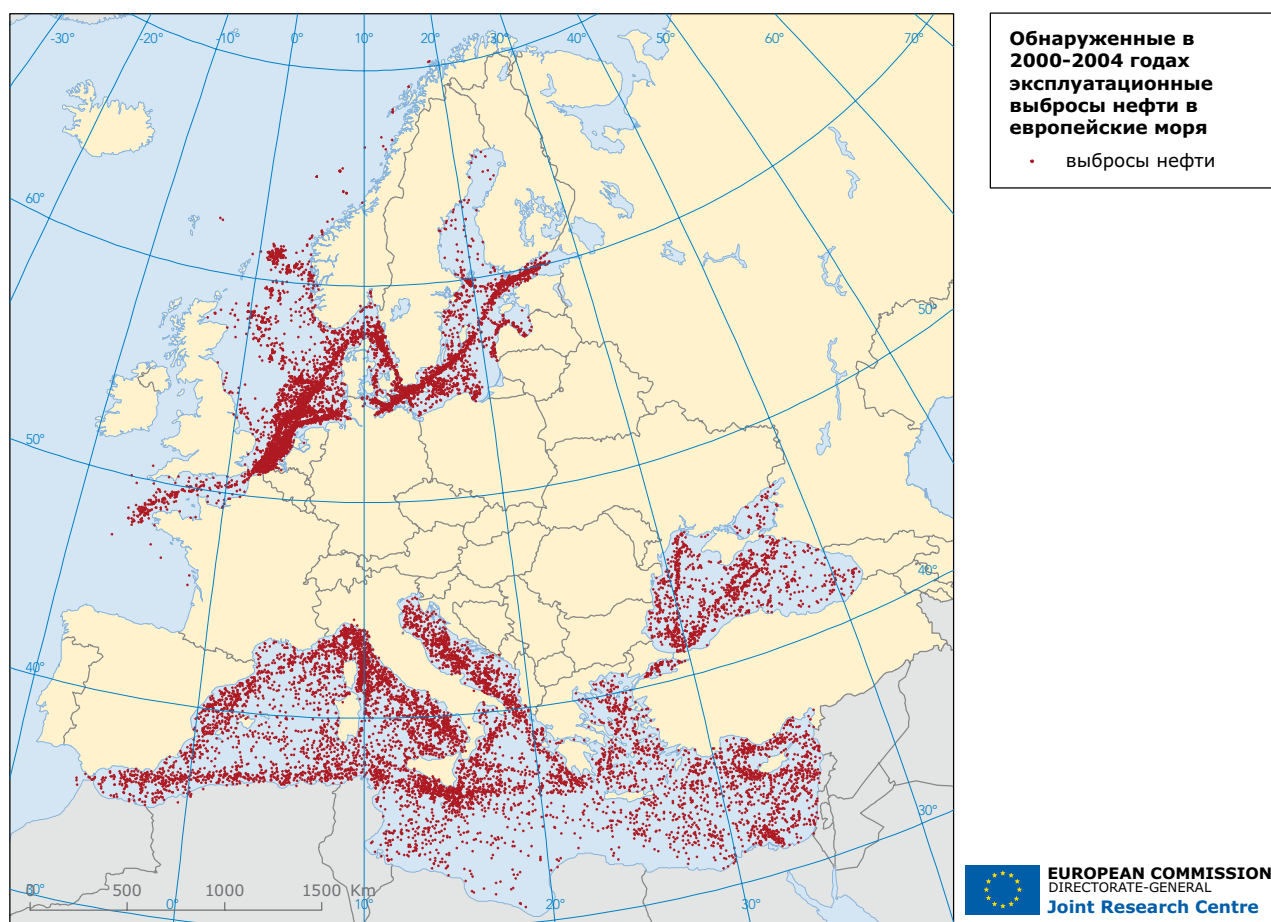 -30°
-20°
-10°
0°
10°
20°
30°
40°
50°
60°
70°
60°
50°
50°
40°
40°
30°
30°
0°
20°
30°
0 500 1000 1500 Km
Обнаруженные в
2000-2004 годах
эксплуатационные
выбросы нефти в
европейские моря
выбросы нефти
EUROPEAN COMMISSION
DIRECTORATE-GENERAL
Joint Research Centre